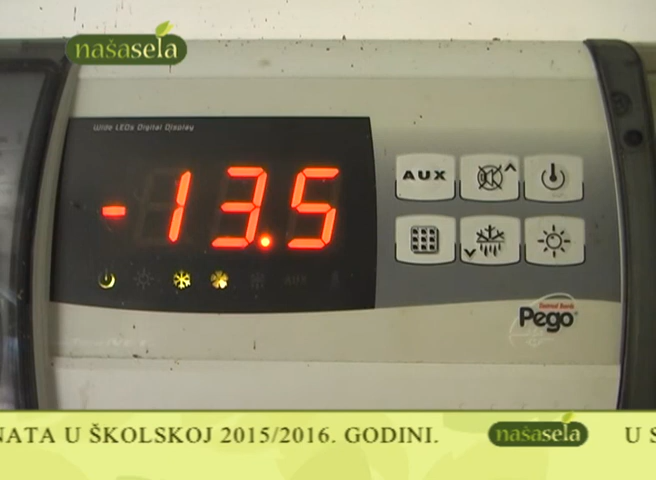 našasela
Wide LEDs Digital Display
-13.5
AUX
AUX
Pego
NATA U ŠKOLSKOJ 2015/2016. GODINI.
našasela
U S